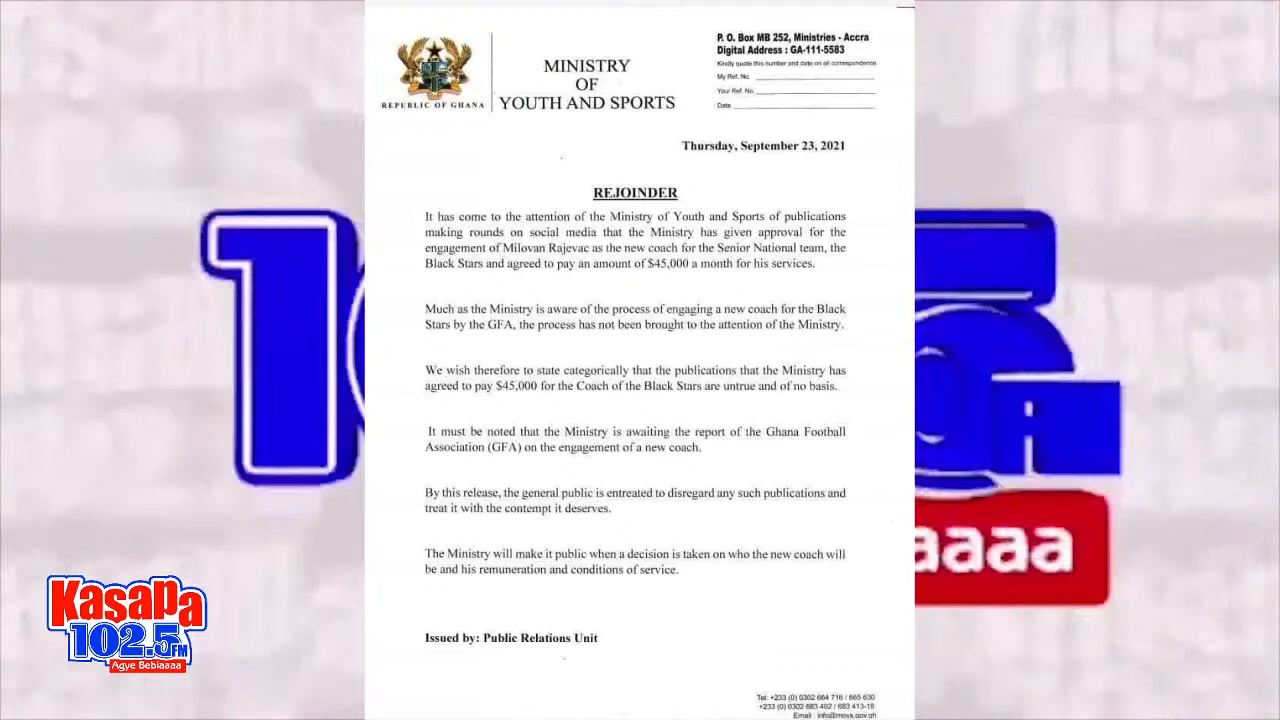 P. O. Box MB 252, Ministries - Accra
Digital Address : GA-111-5583
Kindly quote this number and date on all correspondence.
My Ref. No.
Your Ref. No.
Date
REPUBLIC OF GHANA
MINISTRY
OF
YOUTH AND SPORTS
Thursday, September 23, 2021
REJOINDER
It has come to the attention of the Ministry of Youth and Sports of publications
making rounds on social media that the Ministry has given approval for the
engagement of Milovan Rajevac as the new coach for the Senior National team, the
Black Stars and agreed to pay an amount of $45,000 a month for his services.
Much as the Ministry is aware of the process of engaging a new coach for the Black
Stars by the GFA, the process has not been brought to the attention of the Ministry.
We wish therefore to state categorically that the publications that the Ministry has
agreed to pay $45,000 for the Coach of the Black Stars are untrue and of no basis.
It must be noted that the Ministry is awaiting the report of the Ghana Football
Association (GFA) on the engagement of a new coach.
By this release, the general public is entreated to disregard any such publications and
treat it with the contempt it deserves.
The Ministry will make it public when a decision is taken on who the new coach will
be and his remuneration and conditions of service.
Issued by: Public Relations Unit
Tel: +233 (0) 0302 664 716 / 665 630
+233 (0) 0302 683 402 / 683 413-18
Email : info@moys.gov.gh
Kasapa
102.5 FM
Agye Bebiaaaa
aaaa